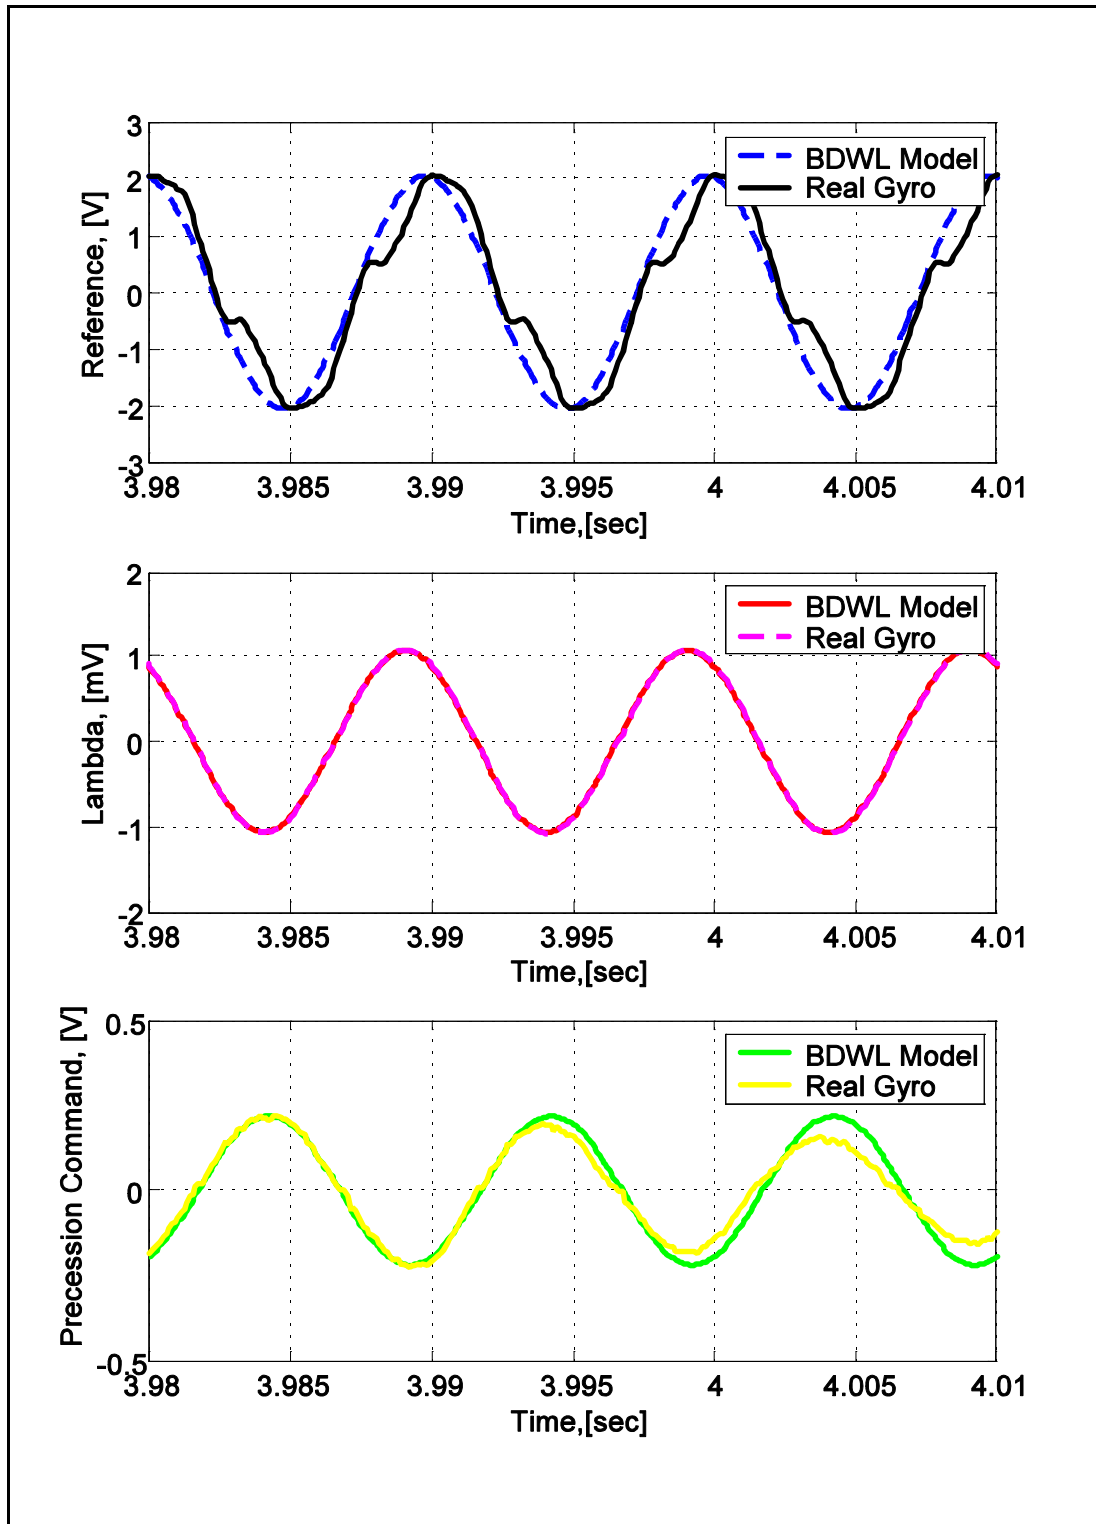 3
2
1
0
-1
-2
-3
Reference, [V]
BDWL Model
Real Gyro
3.98 3.985 3.99 3.995 4 4.005 4.01
Time,[sec]
2
1
0
-1
-2
Lambda, [mV]
BDWL Model
Real Gyro
3.98 3.985 3.99 3.995 4 4.005 4.01
Time,[sec]
0.5
0
-0.5
Precession Command, [V]
BDWL Model
Real Gyro
3.98 3.985 3.99 3.995 4 4.005 4.01
Time,[sec]